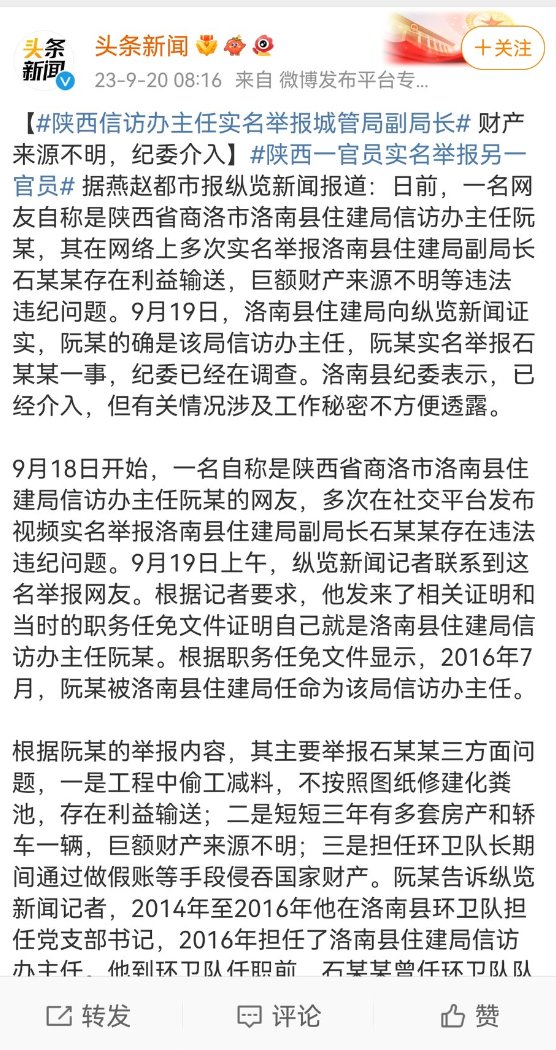 头条
新闻
头条新闻
23-9-20 08:16 来自 微博发布平台专...
+关注
【#陕西信访办主任实名举报城管局副局长# 财产
来源不明，纪委介入】#陕西一官员实名举报另一
官员# 据燕赵都市报纵览新闻报道：日前，一名网
友自称是陕西省商洛市洛南县住建局信访办主任阮
某，其在网络上多次实名举报洛南县住建局副局长
石某某存在利益输送，巨额财产来源不明等违法
违纪问题。9月19日，洛南县住建局向纵览新闻证
实，阮某的确是该局信访办主任，阮某实名举报石
某某一事，纪委已经在调查。洛南县纪委表示，已
经介入，但有关情况涉及工作秘密不方便透露。
9月18日开始，一名自称是陕西省商洛市洛南县住
建局信访办主任阮某的网友，多次在社交平台发布
视频实名举报洛南县住建局副局长石某某存在违法
违纪问题。9月19日上午，纵览新闻记者联系到这
名举报网友。根据记者要求，他发来了相关证明和
当时的职务任免文件证明自己就是洛南县住建局信
访办主任阮某。根据职务任免文件显示，2016年7
月，阮某被洛南县住建局任命为该局信访办主任。
根据阮某的举报内容，其主要举报石某某三方面问
题，一是工程中偷工减料，不按照图纸修建化粪
池，存在利益输送；二是短短三年有多套房产和轿
车一辆，巨额财产来源不明；三是担任环卫队长期
间通过做假账等手段侵吞国家财产。阮某告诉纵览
新闻记者，2014年至2016年他在洛南县环卫队担
任党支部书记，2016年担任了洛南县住建局信访
办主任。他到环卫队任职前，石某某曾任环卫队队
转发 评论 赞